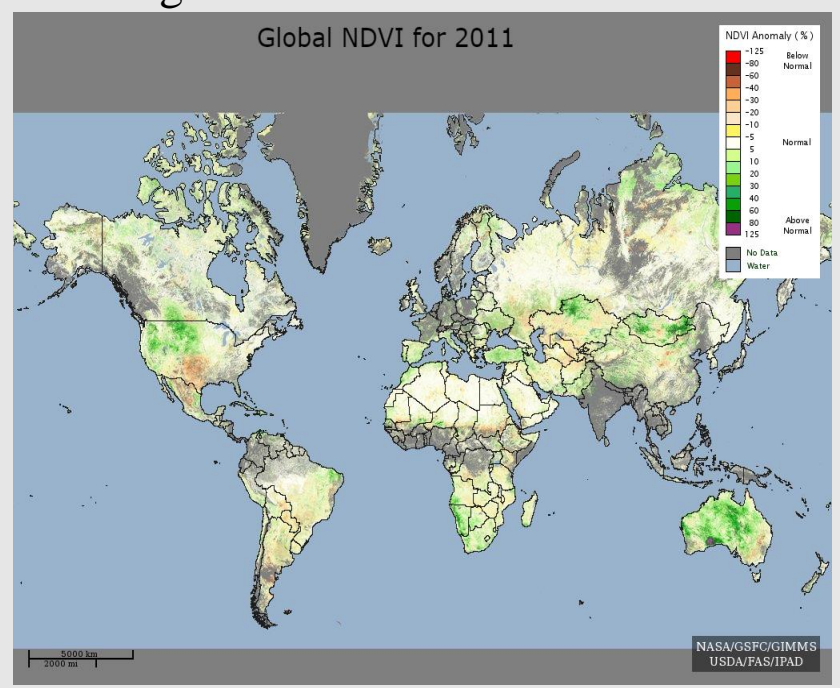 g
Global NDVI for 2011
NDVI Anomaly ( % )
-125
Below
Normal
-80
-60
-40
-30
-20
-10
-5
Normal
5
10
20
30
40
60
80
Above
Normal
125
No Data
Water
5000 km
2000 mi
NASA/GSFC/GIMMS
USDA/FAS/IPAD